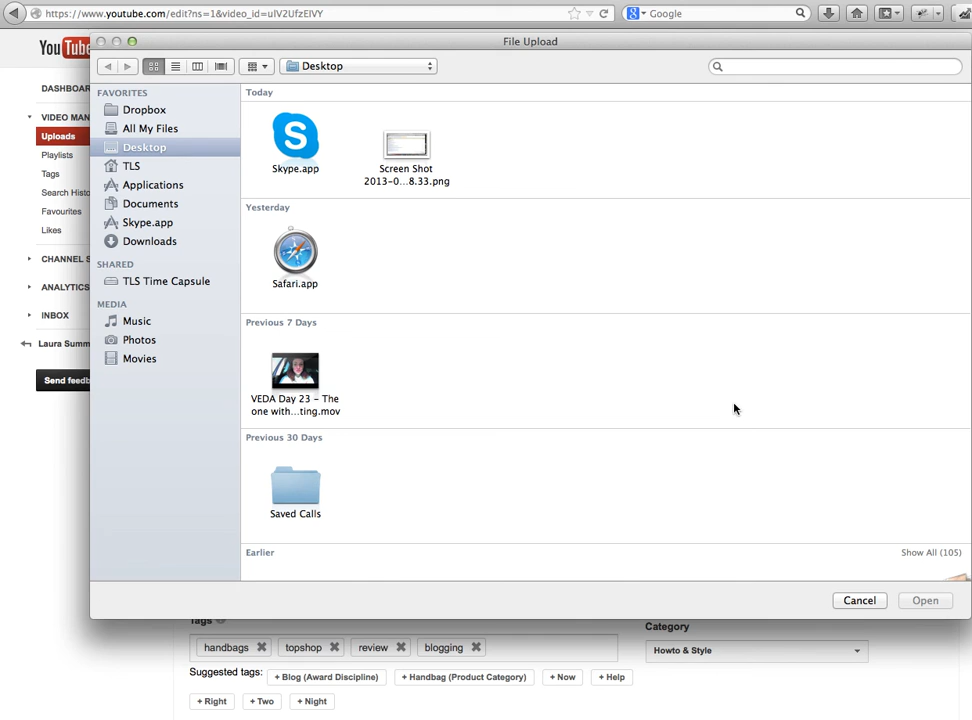 https://www.youtube.com/edit?ns=1&video_id=uIV2UfzEIVY
Google
YouTube
File Upload
Desktop
DASHBOAR
VIDEO MAN
Uploads
Playlists
Tags
Search Histo
Favourites
Likes
CHANNEL S
ANALYTICS
INBOX
Laura Summ
Send feedb
FAVORITES
Dropbox
All My Files
Desktop
TLS
Applications
Documents
Skype.app
Downloads
SHARED
TLS Time Capsule
MEDIA
Music
Photos
Movies
Today
Skype.app
Screen Shot
2013-0...8.33.png
Yesterday
Safari.app
Previous 7 Days
VEDA Day 23 - The
one with...ting.mov
Previous 30 Days
Saved Calls
Earlier
Show All (105)
Cancel
Open
Tags
Category
handbags
topshop
review
blogging
Howto & Style
Suggested tags:
+ Blog (Award Discipline)
+ Handbag (Product Category)
+ Now
+ Help
+ Right
+ Two
+ Night